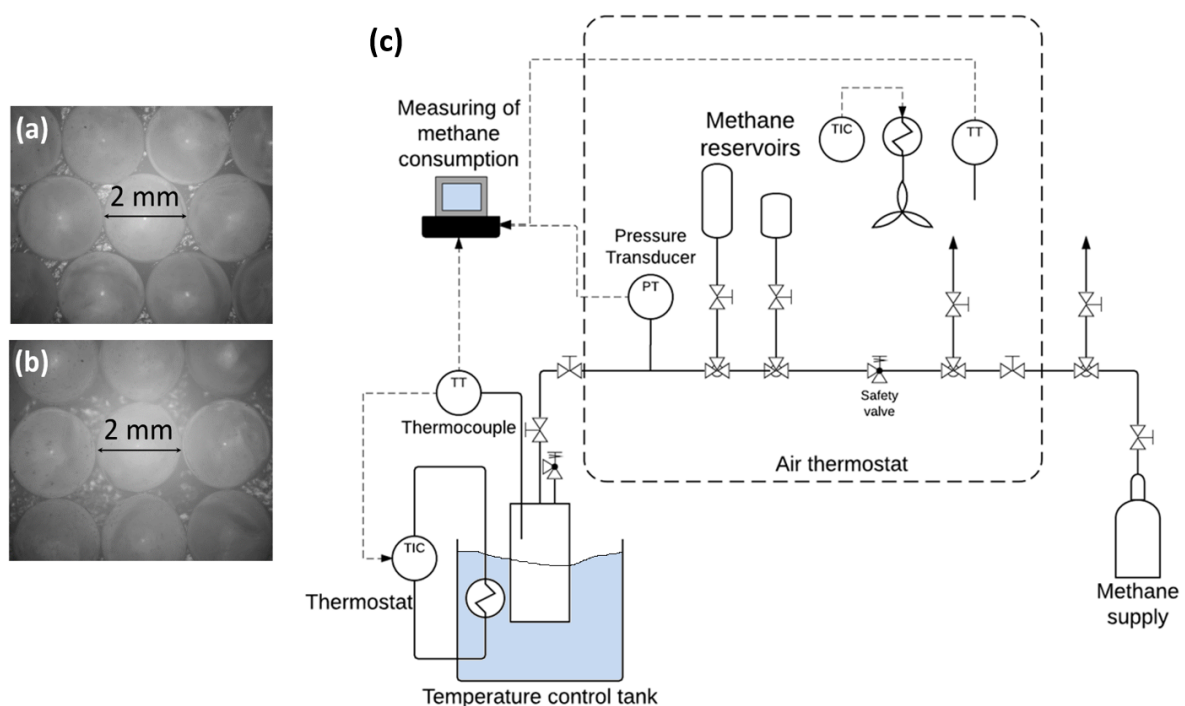 (a)
2 mm
(b)
2 mm
(c)
Measuring of
methane
consumption
Methane
reservoirs
TIC
TT
Pressure
Transducer
PT
Safety
valve
TT
Thermocouple
Air thermostat
TIC
Thermostat
Methane
supply
Temperature control tank